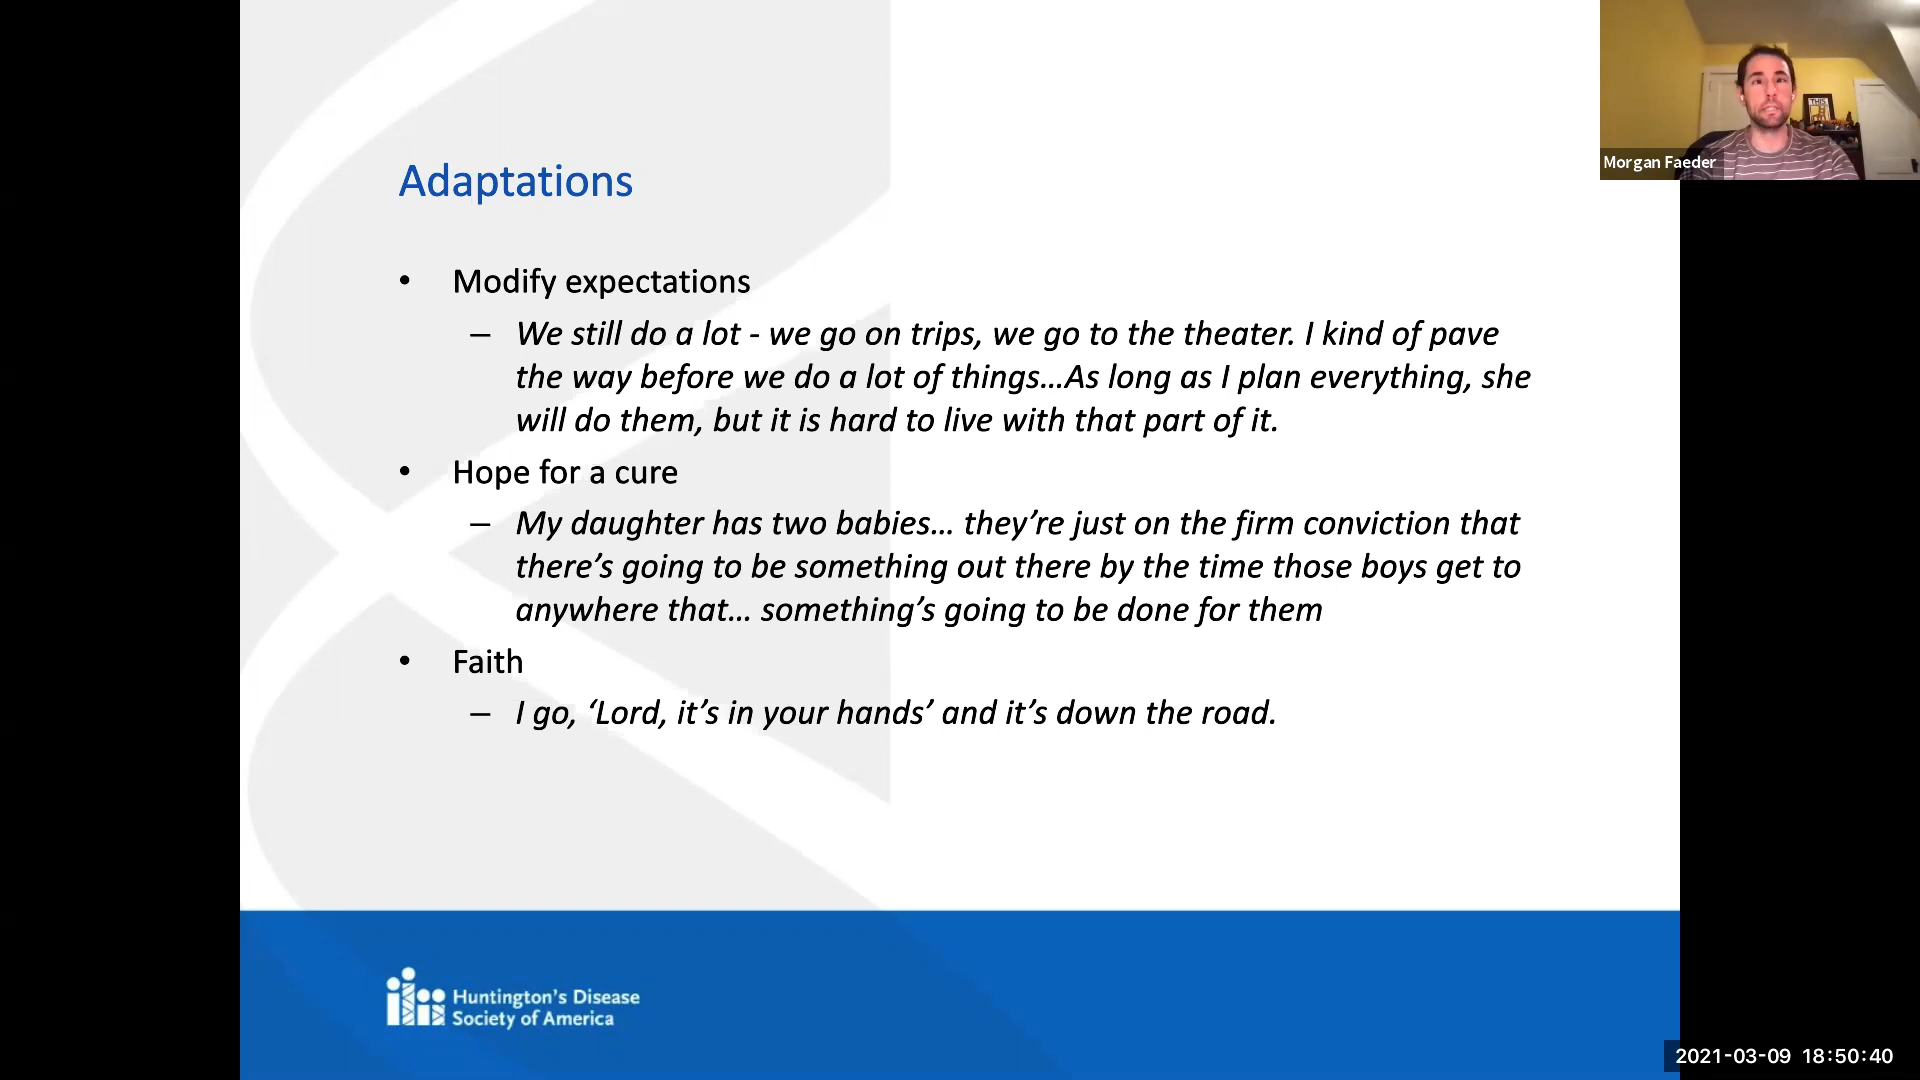 Adaptations
• Modify expectations
– We still do a lot - we go on trips, we go to the theater. I kind of pave
the way before we do a lot of things…As long as I plan everything, she
will do them, but it is hard to live with that part of it.
• Hope for a cure
– My daughter has two babies… they’re just on the firm conviction that
there’s going to be something out there by the time those boys get to
anywhere that… something’s going to be done for them
• Faith
– I go, ‘Lord, it’s in your hands’ and it’s down the road.
Huntington’s Disease
Society of America
THIS
Morgan Faeder
2021-03-09 18:50:40